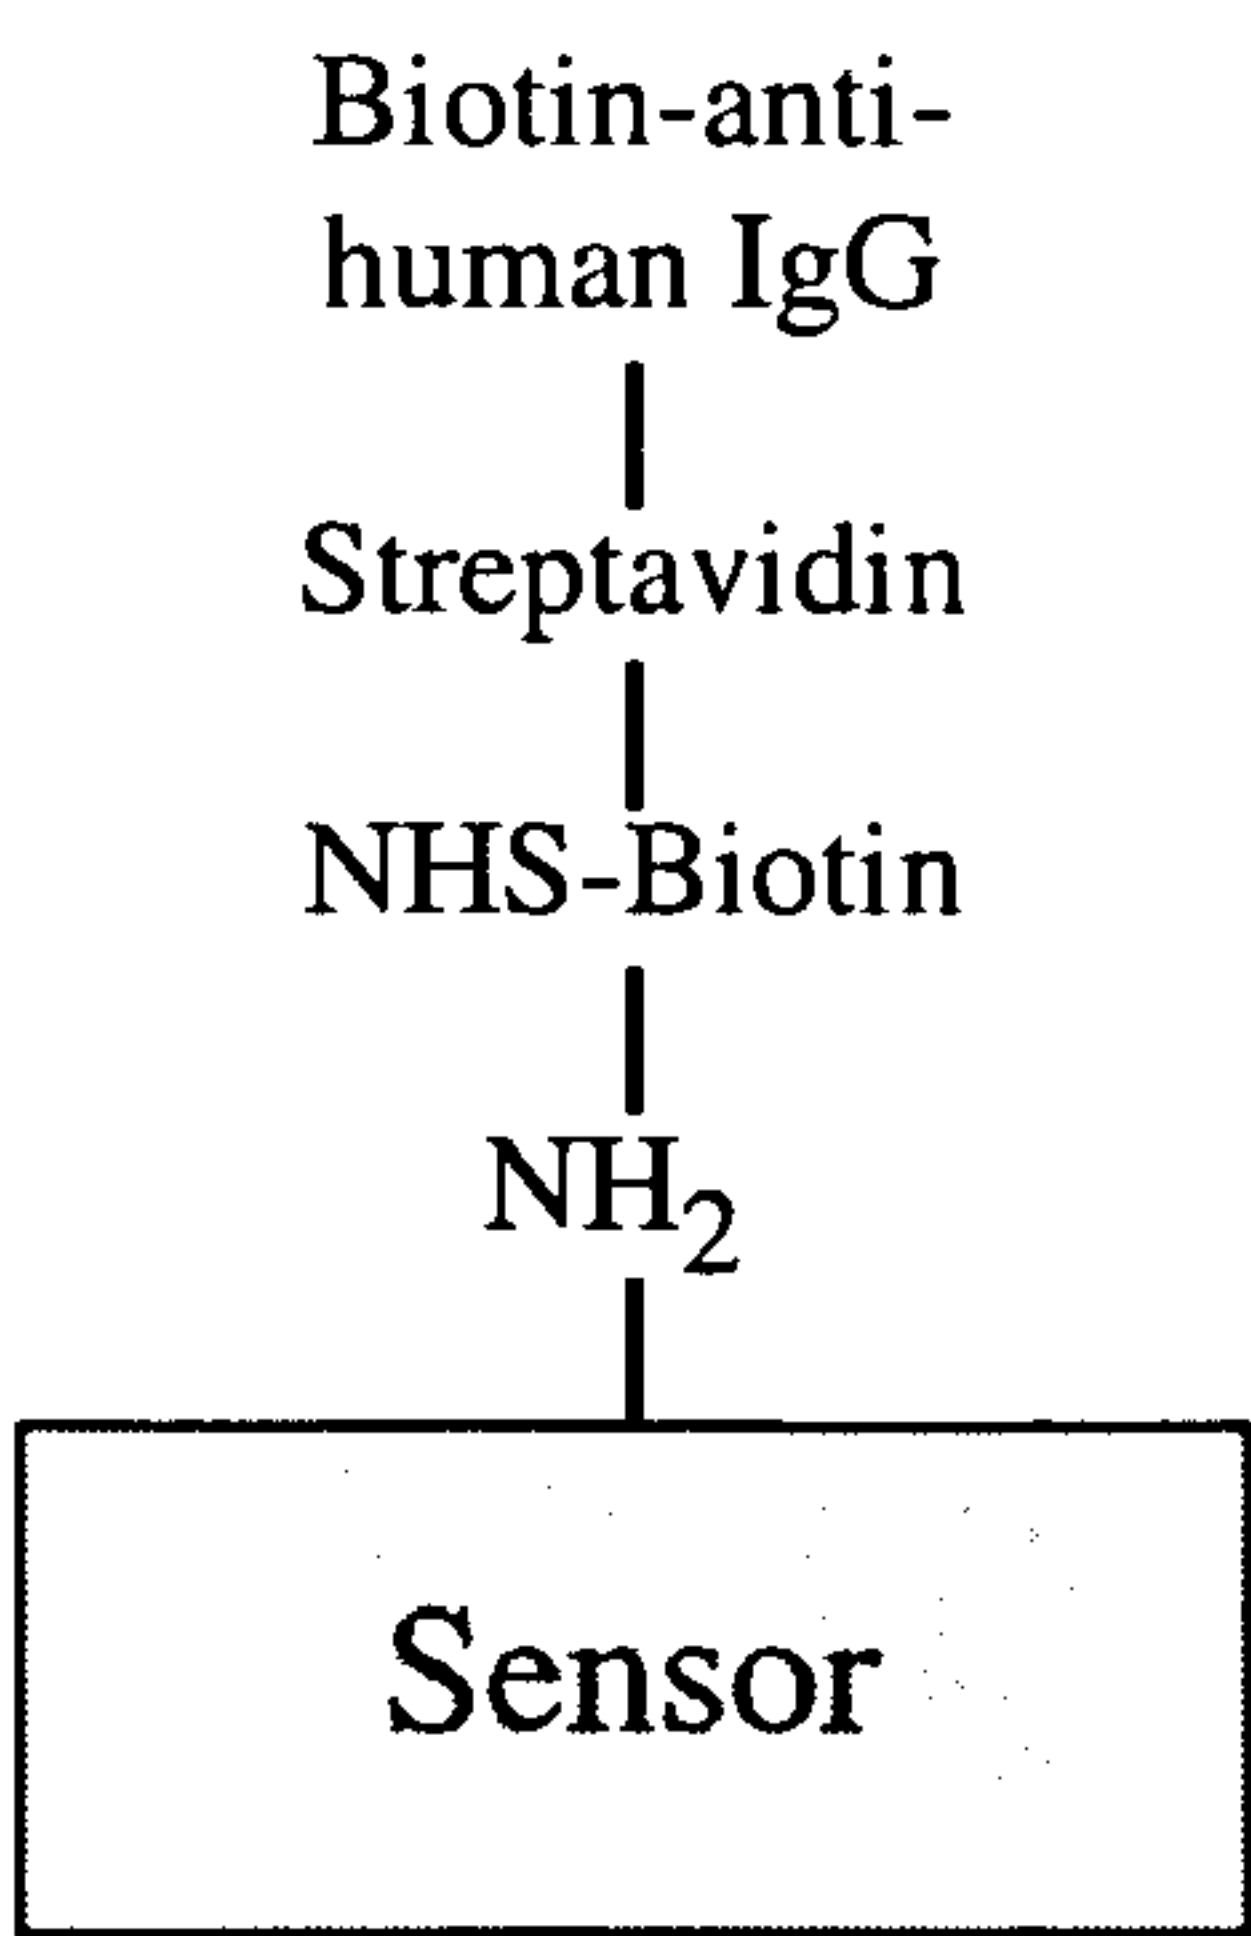 Biotin-anti-
human IgG
Streptavidin
NHS-Biotin
NH₂
Sensor